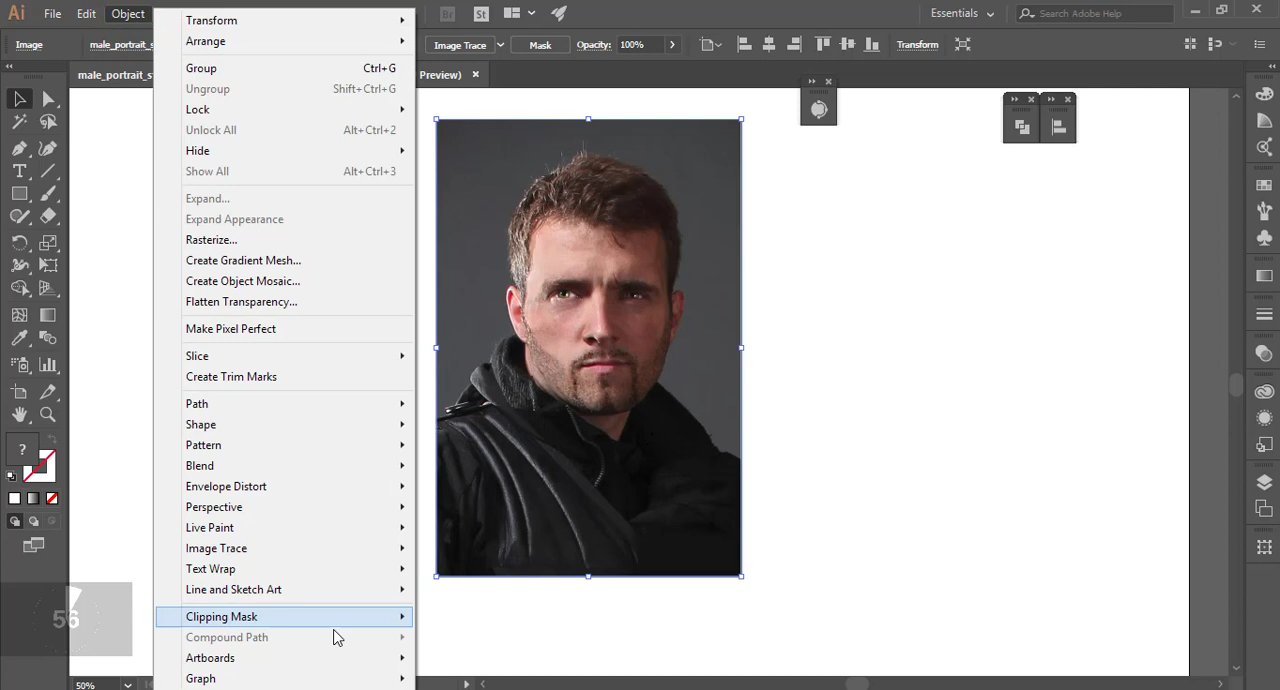 Ai File Edit Object Br St Essentials Search Adobe Help
Image male_portrait_s Image Trace Mask Opacity: 100% Transform
male_portrait_st Preview)
Transform
Arrange
Group Ctrl+G
Ungroup Shift+Ctrl+G
Lock
Unlock All Alt+Ctrl+2
Hide
Show All Alt+Ctrl+3
Expand...
Expand Appearance
Rasterize...
Create Gradient Mesh...
Create Object Mosaic...
Flatten Transparency...
Make Pixel Perfect
Slice
Create Trim Marks
Path
Shape
Pattern
Blend
Envelope Distort
Perspective
Live Paint
Image Trace
Text Wrap
Line and Sketch Art
Clipping Mask
Compound Path
Artboards
Graph
?
56
50%